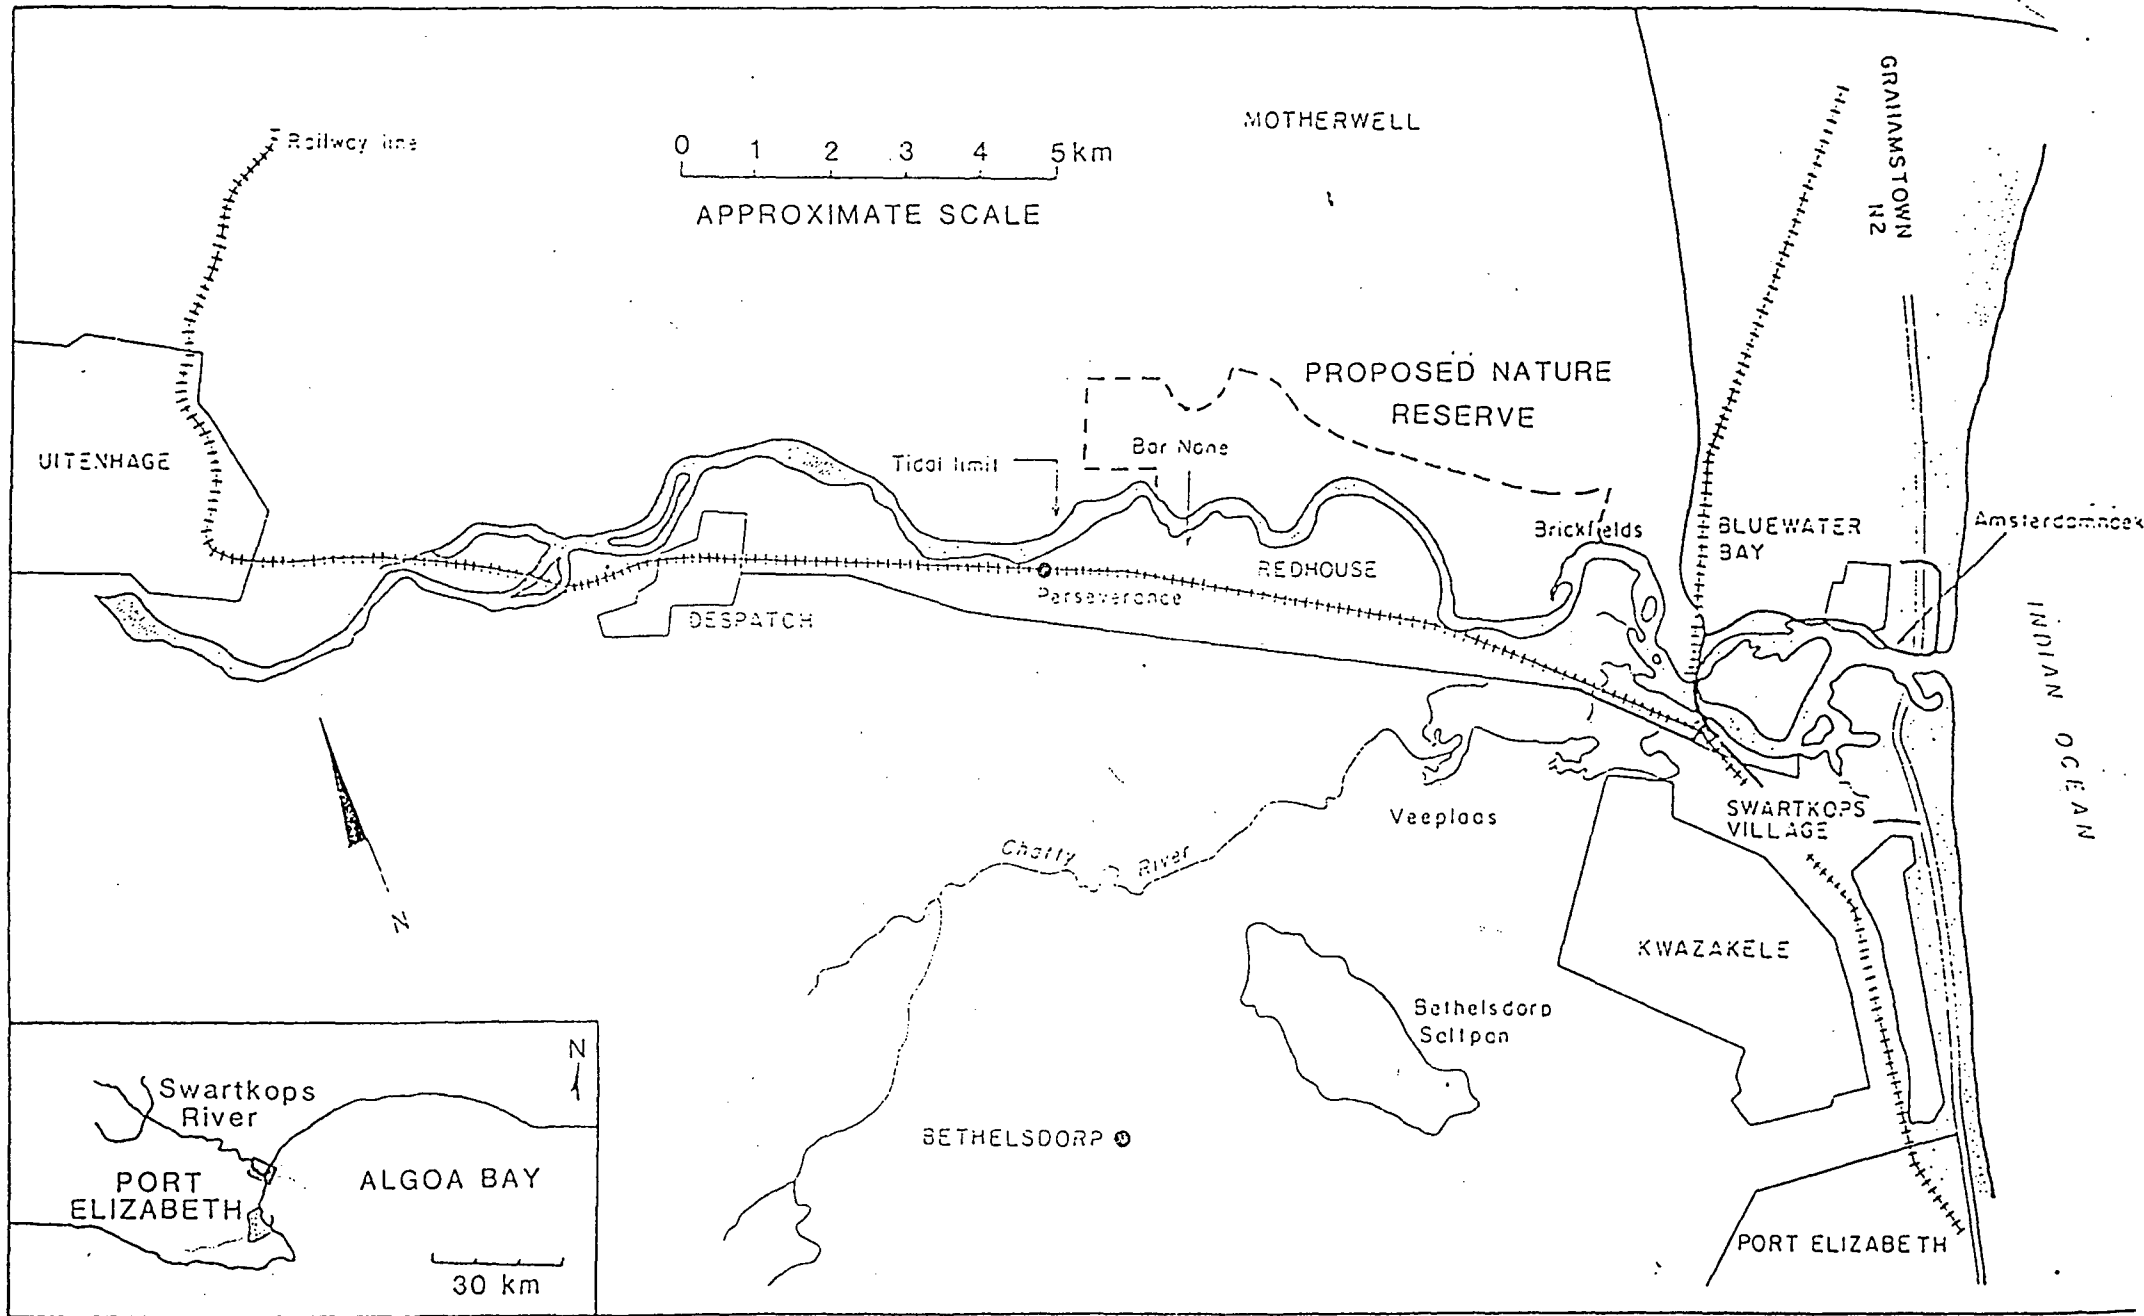 Railway line
0 1 2 3 4 5 km
APPROXIMATE SCALE
MOTHERWELL
GRAHAMSTOWN
N2
PROPOSED NATURE
RESERVE
UITENHAGE
Tidal limit
Bar None
Brickfields
BLUEWATER
BAY
Amsterdamhoek
REDHOUSE
Perseverance
DESPATCH
INDIAN OCEAN
Veeplaas
SWARTKOPS
VILLAGE
Chatty River
N
KWAZAKELE
Bethelsdorp
Saltpan
BETHELSDORP
PORT ELIZABETH
N
Swartkops
River
PORT
ELIZABETH
ALGOA BAY
30 km